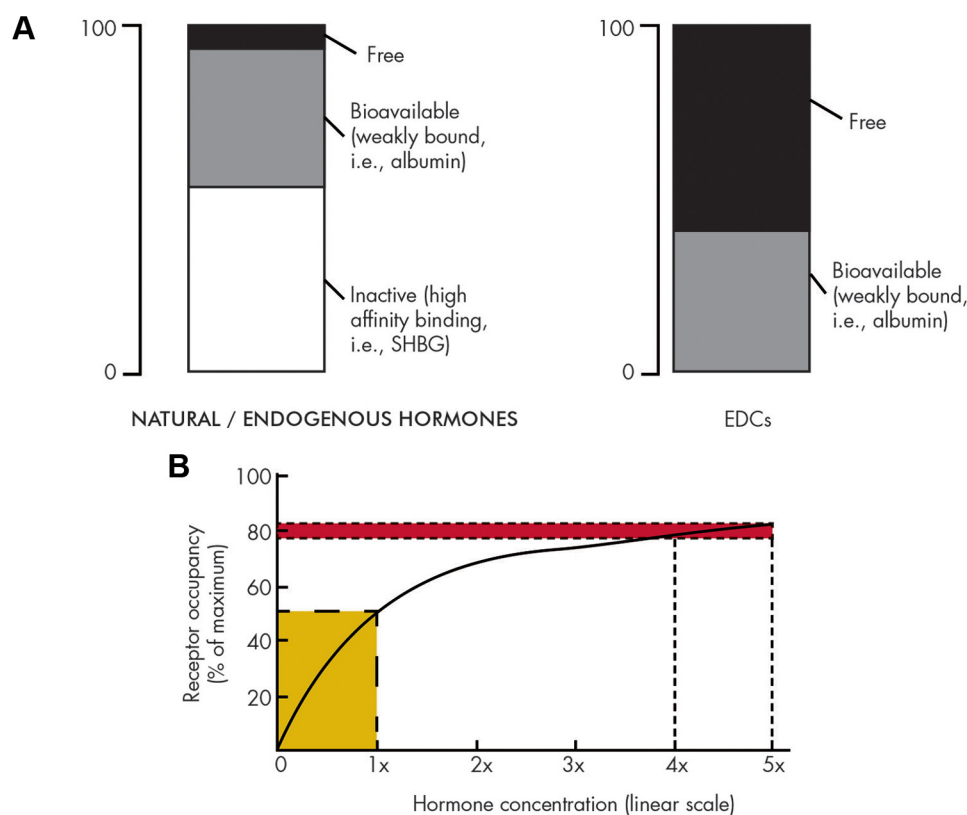 A
100
Free
Bioavailable
(weakly bound,
i.e., albumin)
Inactive (high
affinity binding,
i.e., SHBG)
0
NATURAL / ENDOGENOUS HORMONES
100
Free
Bioavailable
(weakly bound,
i.e., albumin)
0
EDCs
B
Receptor occupancy
(% of maximum)
100
80
60
40
20
0 1x 2x 3x 4x 5x
Hormone concentration (linear scale)